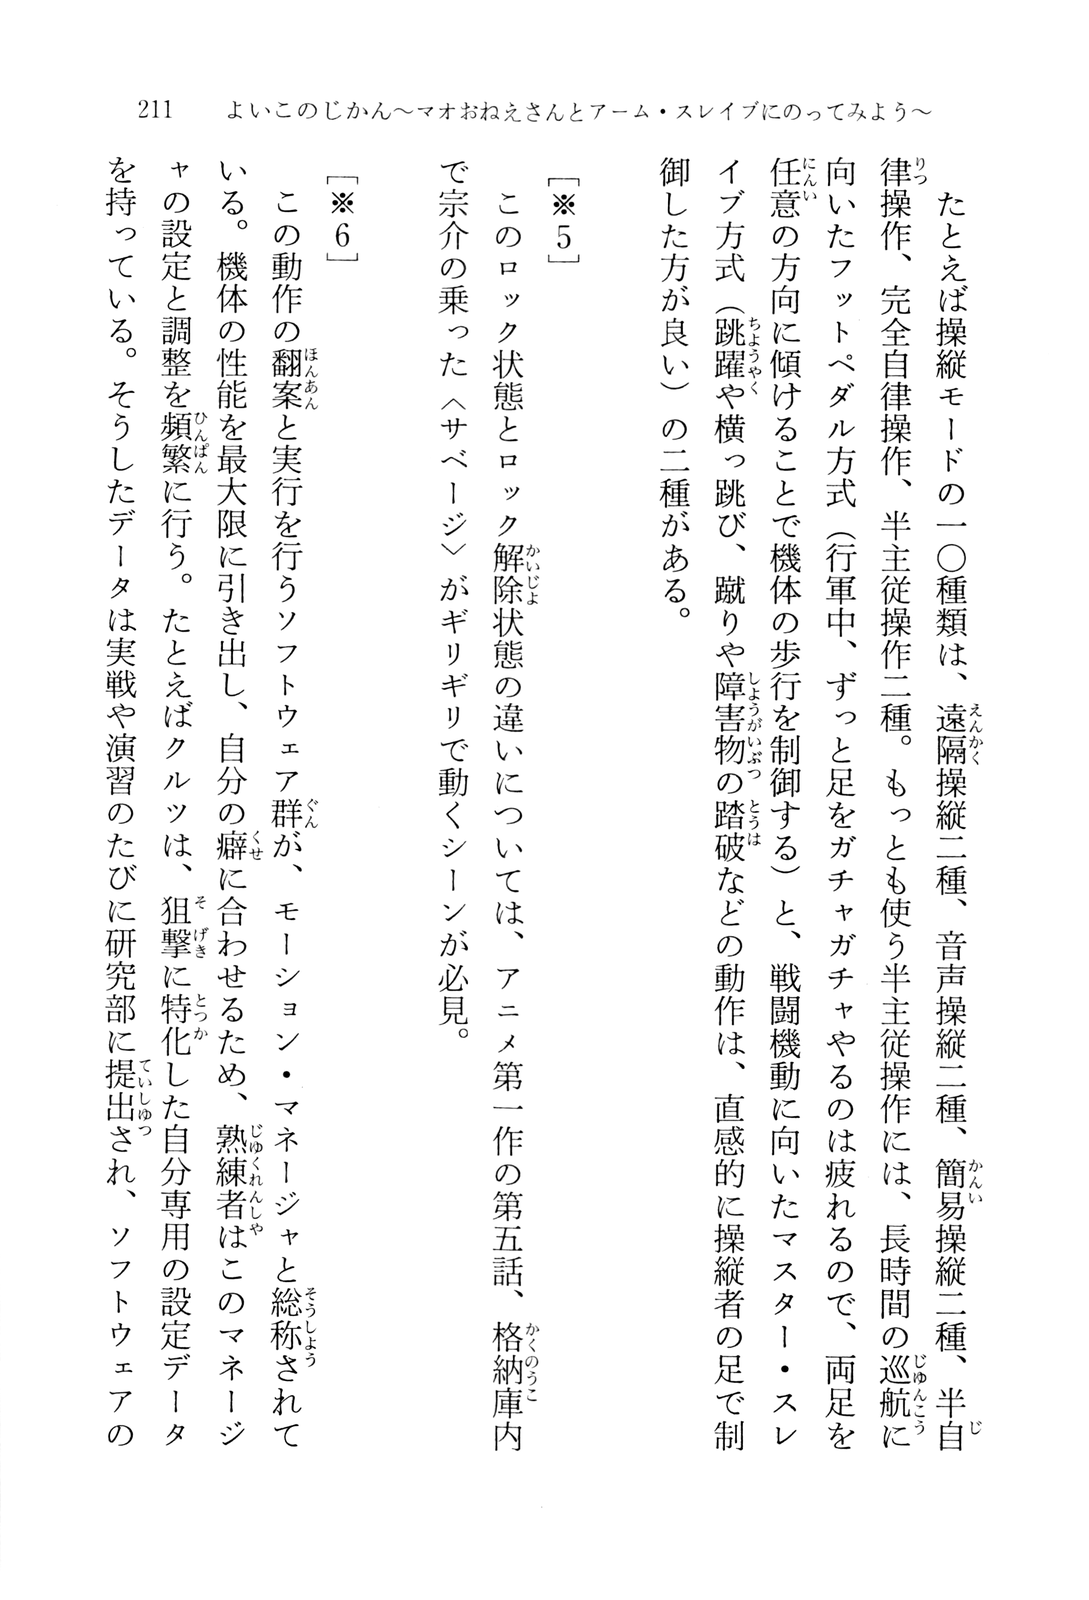 211　よいこのじかん～マオおねえさんとアーム・スレイブにのってみよう～
たとえば操縦モードの一〇種類は、遠隔操縦二種、音声操縦二種、簡易操縦二種、半自
律操作、完全自律操作、半主従操作二種。もっとも使う半主従操作には、長時間の巡航に
向いたフットペダル方式（行軍中、ずっと足をガチャガチャやるのは疲れるので、両足を
任意の方向に傾けることで機体の歩行を制御する）と、戦闘機動に向いたマスター・スレ
イブ方式（跳躍や横っ跳び、蹴りや障害物の踏破などの動作は、直感的に操縦者の足で制
御した方が良い）の二種がある。
［※5］
このロック状態とロック解除状態の違いについては、アニメ第一作の第五話、格納庫内
で宗介の乗った〈サベージ〉がギリギリで動くシーンが必見。
［※6］
この動作の翻案と実行を行うソフトウェア群が、モーション・マネージャと総称されて
いる。機体の性能を最大限に引き出し、自分の癖に合わせるため、熟練者はこのマネージ
ャの設定と調整を頻繁に行う。たとえばクルツは、狙撃に特化した自分専用の設定データ
を持っている。そうしたデータは実戦や演習のたびに研究部に提出され、ソフトウェアの